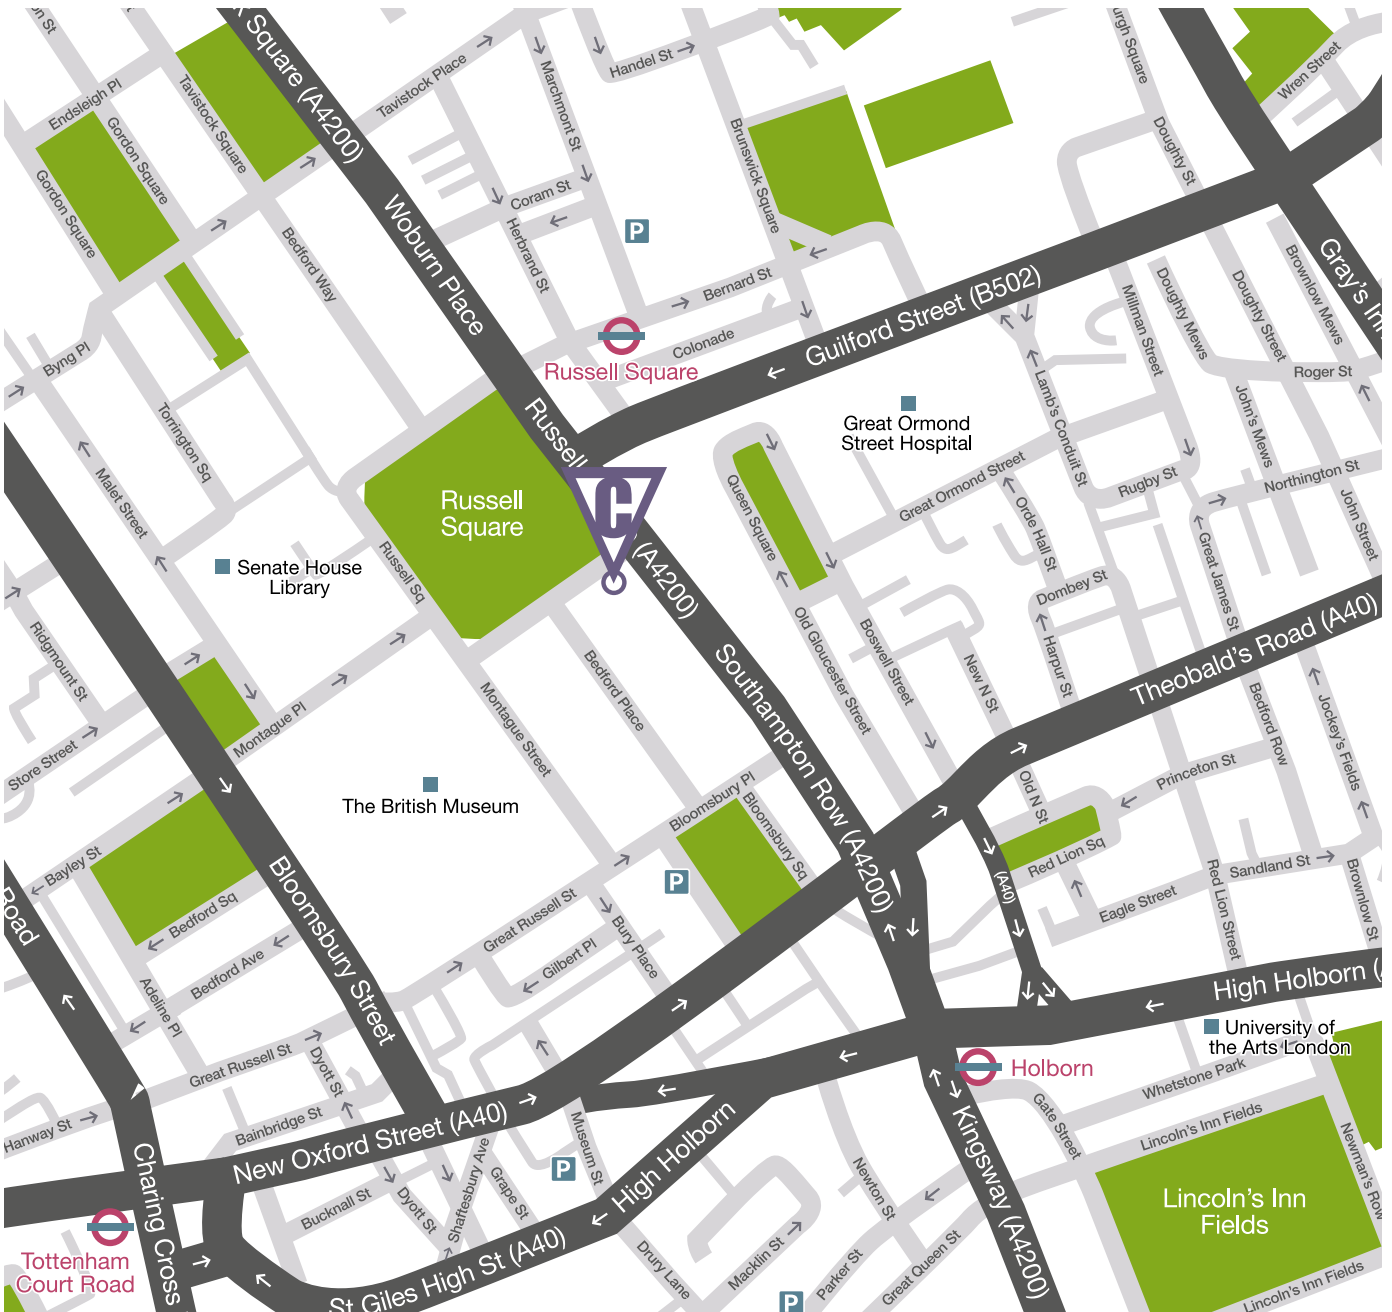 on St
k Square (A4200)
Endsleigh Pl
Tavistock Square
Gordon Square
Gordon Square
Tavistock Place
Marchmont St
Handel St
Brunswick Square
urgh Square
Wren Street
Doughty St
Coram St
Herbrand St
P
Woburn Place
Bedford Way
Bernard St
Colonade
Guilford Street (B502)
Gray's Inn
Brownlow Mews
Doughty Street
Doughty Mews
Millman Street
Roger St
Byng Pl
Russell Square
Torrington Sq
Malet Street
Russell
Great Ormond
Street Hospital
Lamb's Conduit St
John's Mews
Northington St
John Street
Rugby St
Great Ormond Street
Queen Square
Russell
Square
C
(A4200)
Russell Sq
Senate House
Library
Orde Hall St
Great James St
Dombey St
Harpur St
Old Gloucester Street
Boswell Street
New N St
Theobald's Road (A40)
Ridgmount St
Store Street
Montague Pl
Montague Street
Bedford Place
Southampton Row (A4200)
Bedford Row
Jockey's Fields
Princeton St
Old N St
Red Lion Sq
The British Museum
Bloomsbury Pl
Bloomsbury Sq
P
Bayley St
Bedford Sq
Bedford Ave
Adeline Pl
Bloomsbury Street
Great Russell St
Gilbert Pl
Bury Place
(A40)
Eagle Street
Sandland St
Red Lion Street
Brownlow St
Road
High Holborn (
University of
the Arts London
Holborn
Whetstone Park
Gate Street
Lincoln's Inn Fields
Newman's Row
Lincoln's Inn
Fields
Lincoln's Inn Fields
Kingsway (A4200)
Great Russell St
Dyott St
Hanway St
Bainbridge St
New Oxford Street (A40)
Charing Cross
Tottenham
Court Road
Bucknall St
Dyott St
Shaftesbury Ave
Grape St
Museum St
P
High Holborn
St Giles High St (A40)
Drury Lane
Macklin St
Newton St
Parker St
Great Queen St
P